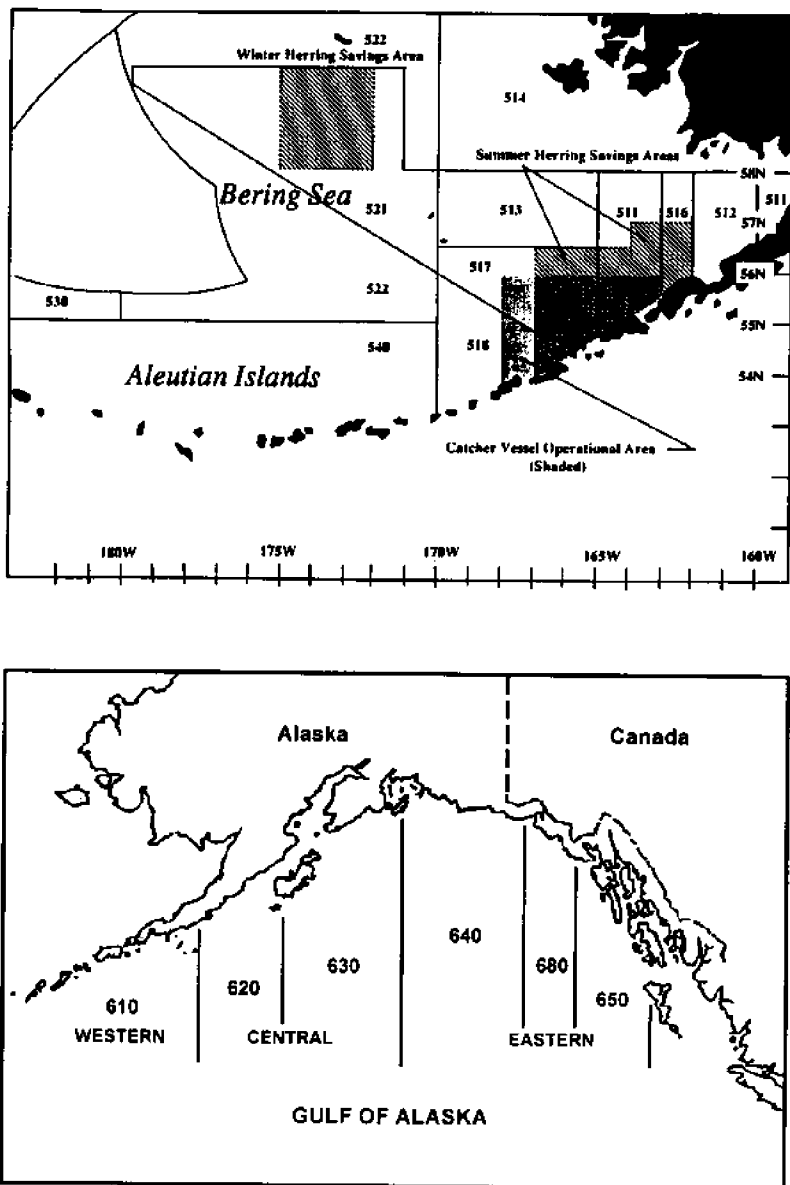 522
Winter Herring Savings Area
514
Summer Herring Savings Areas
58N
Bering Sea
521
513
511
516
512
511
57N
517
56N
530
522
55N
540
518
54N
Aleutian Islands
Catcher Vessel Operational Area
(Shaded)
180W
175W
170W
165W
160W
Alaska
Canada
640
630
680
620
650
610
WESTERN
CENTRAL
EASTERN
GULF OF ALASKA